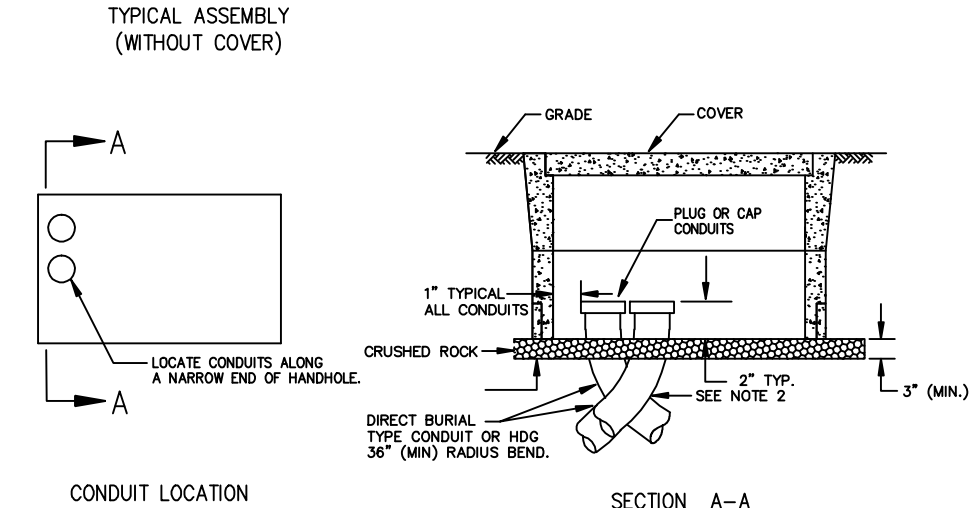 TYPICAL ASSEMBLY
(WITHOUT COVER)
A
LOCATE CONDUITS ALONG
A NARROW END OF HANDHOLE.
A
CONDUIT LOCATION
GRADE
COVER
PLUG OR CAP
CONDUITS
1" TYPICAL
ALL CONDUITS
CRUSHED ROCK
2" TYP.
SEE NOTE 2
3" (MIN.)
DIRECT BURIAL
TYPE CONDUIT OR HDG
36" (MIN) RADIUS BEND.
SECTION A-A